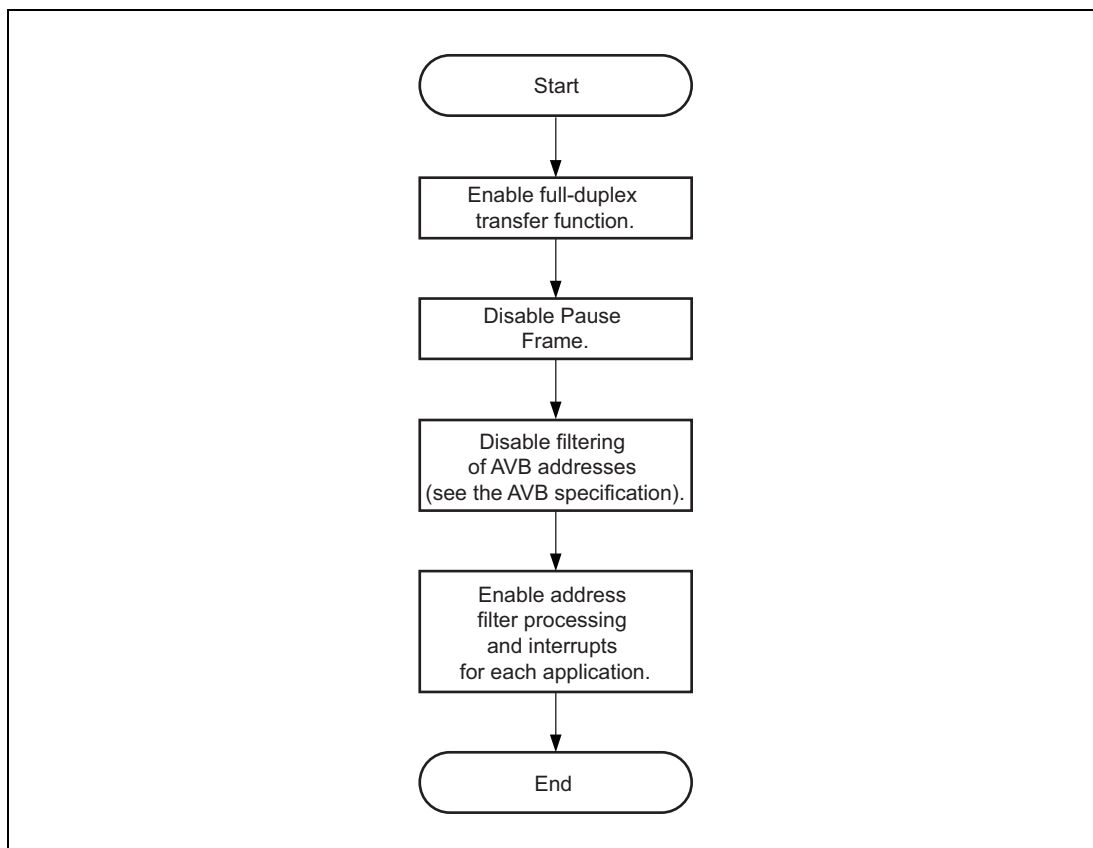 Start
Enable full-duplex
transfer function.
Disable Pause
Frame.
Disable filtering
of AVB addresses
(see the AVB specification).
Enable address
filter processing
and interrupts
for each application.
End